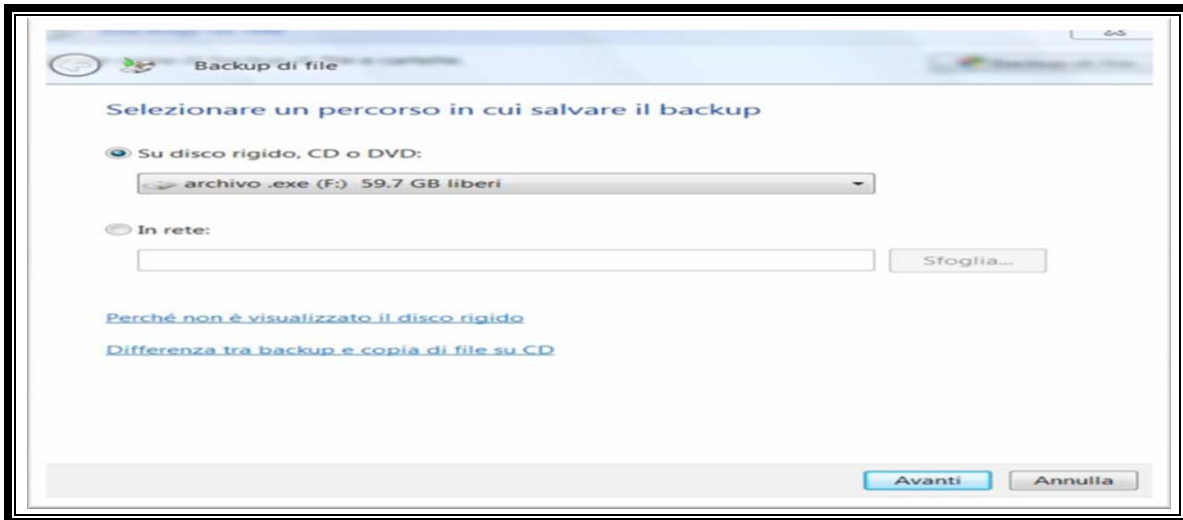 Backup di file
Selezionare un percorso in cui salvare il backup
Su disco rigido, CD o DVD:
archivo .exe (F:) 59.7 GB liberi
In rete:
Sfoglia...
Perché non è visualizzato il disco rigido
Differenza tra backup e copia di file su CD
Avanti Annulla